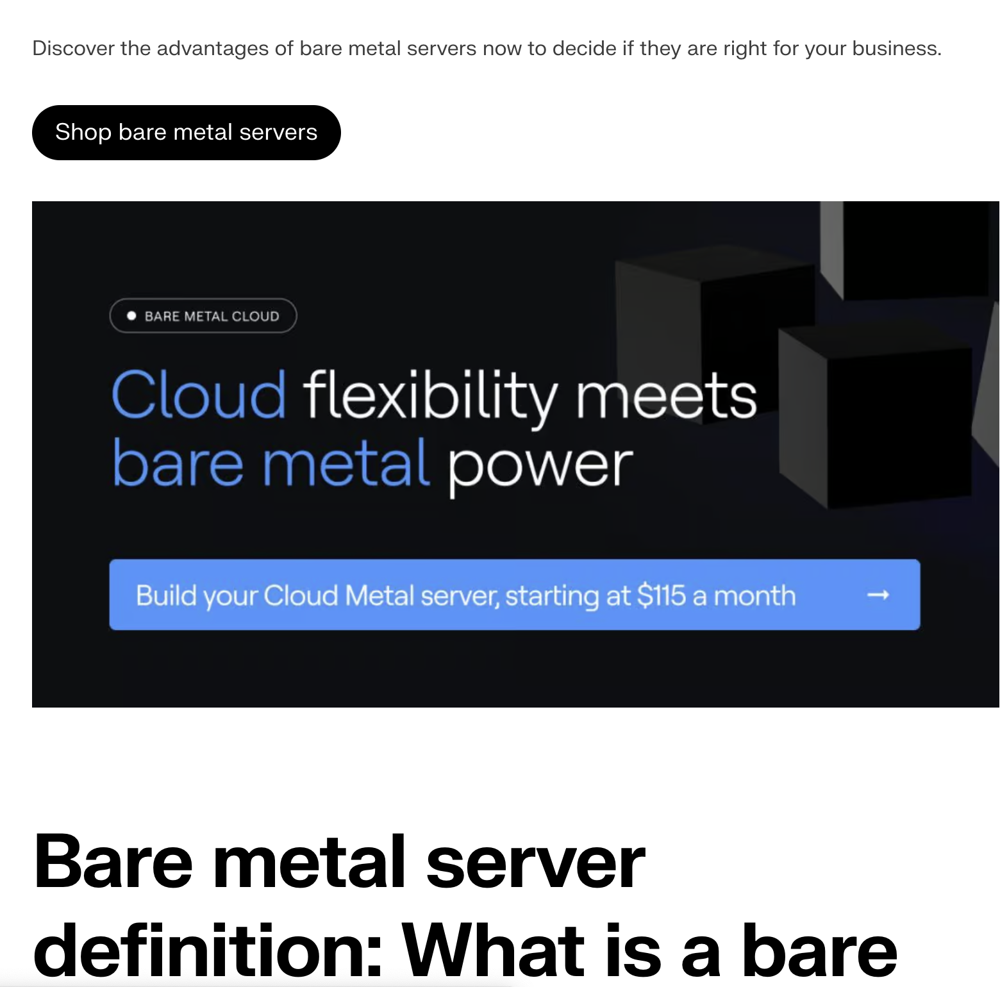 Discover the advantages of bare metal servers now to decide if they are right for your business.
Shop bare metal servers
BARE METAL CLOUD
Cloud flexibility meets
bare metal power
Build your Cloud Metal server, starting at $115 a month →
Bare metal server
definition: What is a bare